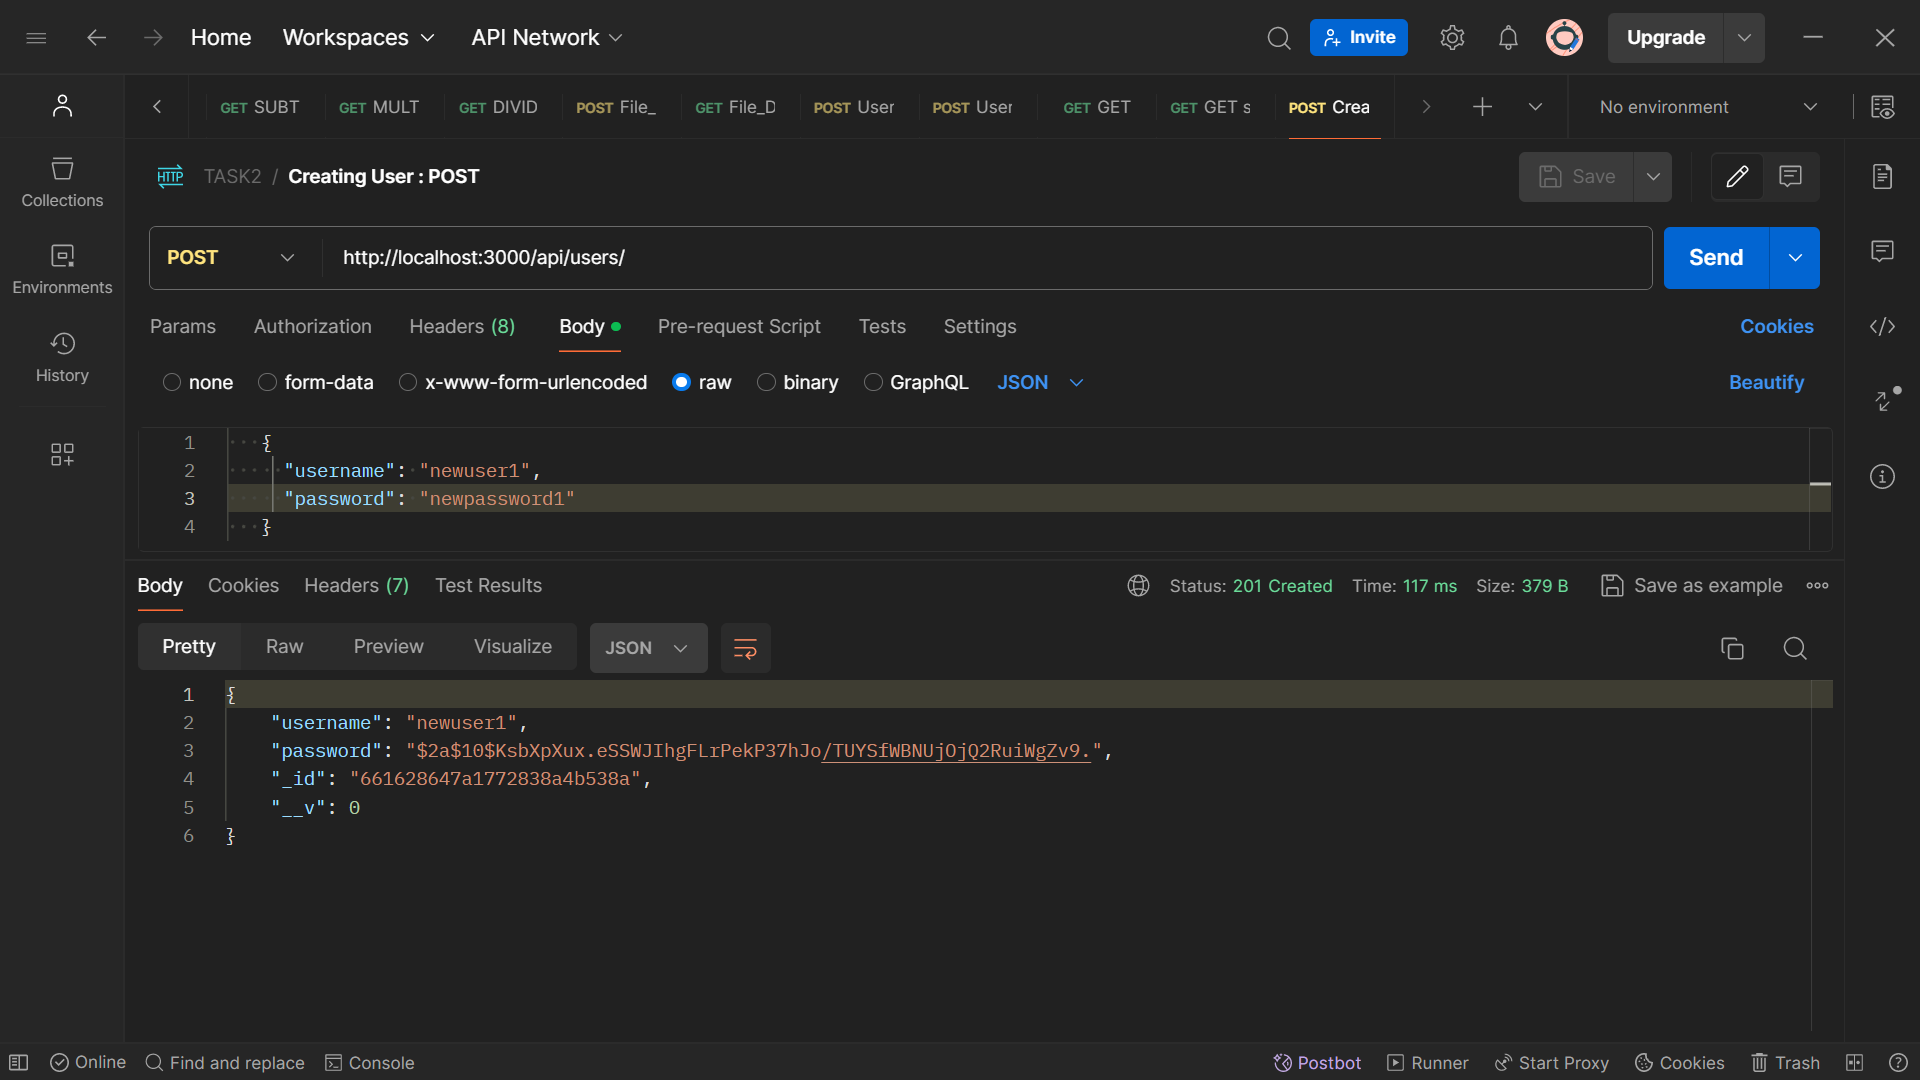 Home Workspaces API Network Invite Upgrade
GET SUBT GET MULT GET DIVID POST File_ GET File_D POST User POST User GET GET GET GET s POST Crea No environment
HTTP TASK2 / Creating User : POST Save
Collections
POST http://localhost:3000/api/users/ Send
Environments
Params Authorization Headers (8) Body Pre-request Script Tests Settings Cookies
History
none form-data x-www-form-urlencoded raw binary GraphQL JSON Beautify
1 {
2 "username": "newuser1",
3 "password": "newpassword1"
4 }
Body Cookies Headers (7) Test Results Status: 201 Created Time: 117 ms Size: 379 B Save as example
Pretty Raw Preview Visualize JSON
1 {
2 "username": "newuser1",
3 "password": "$2a$10$KsbXpXux.eSSWJIhgFLrPekP37hJo/TUYSfWBNUjOjQ2RuiWgZv9.",
4 "_id": "661628647a1772838a4b538a",
5 "__v": 0
6 }
Online Find and replace Console Postbot Runner Start Proxy Cookies Trash